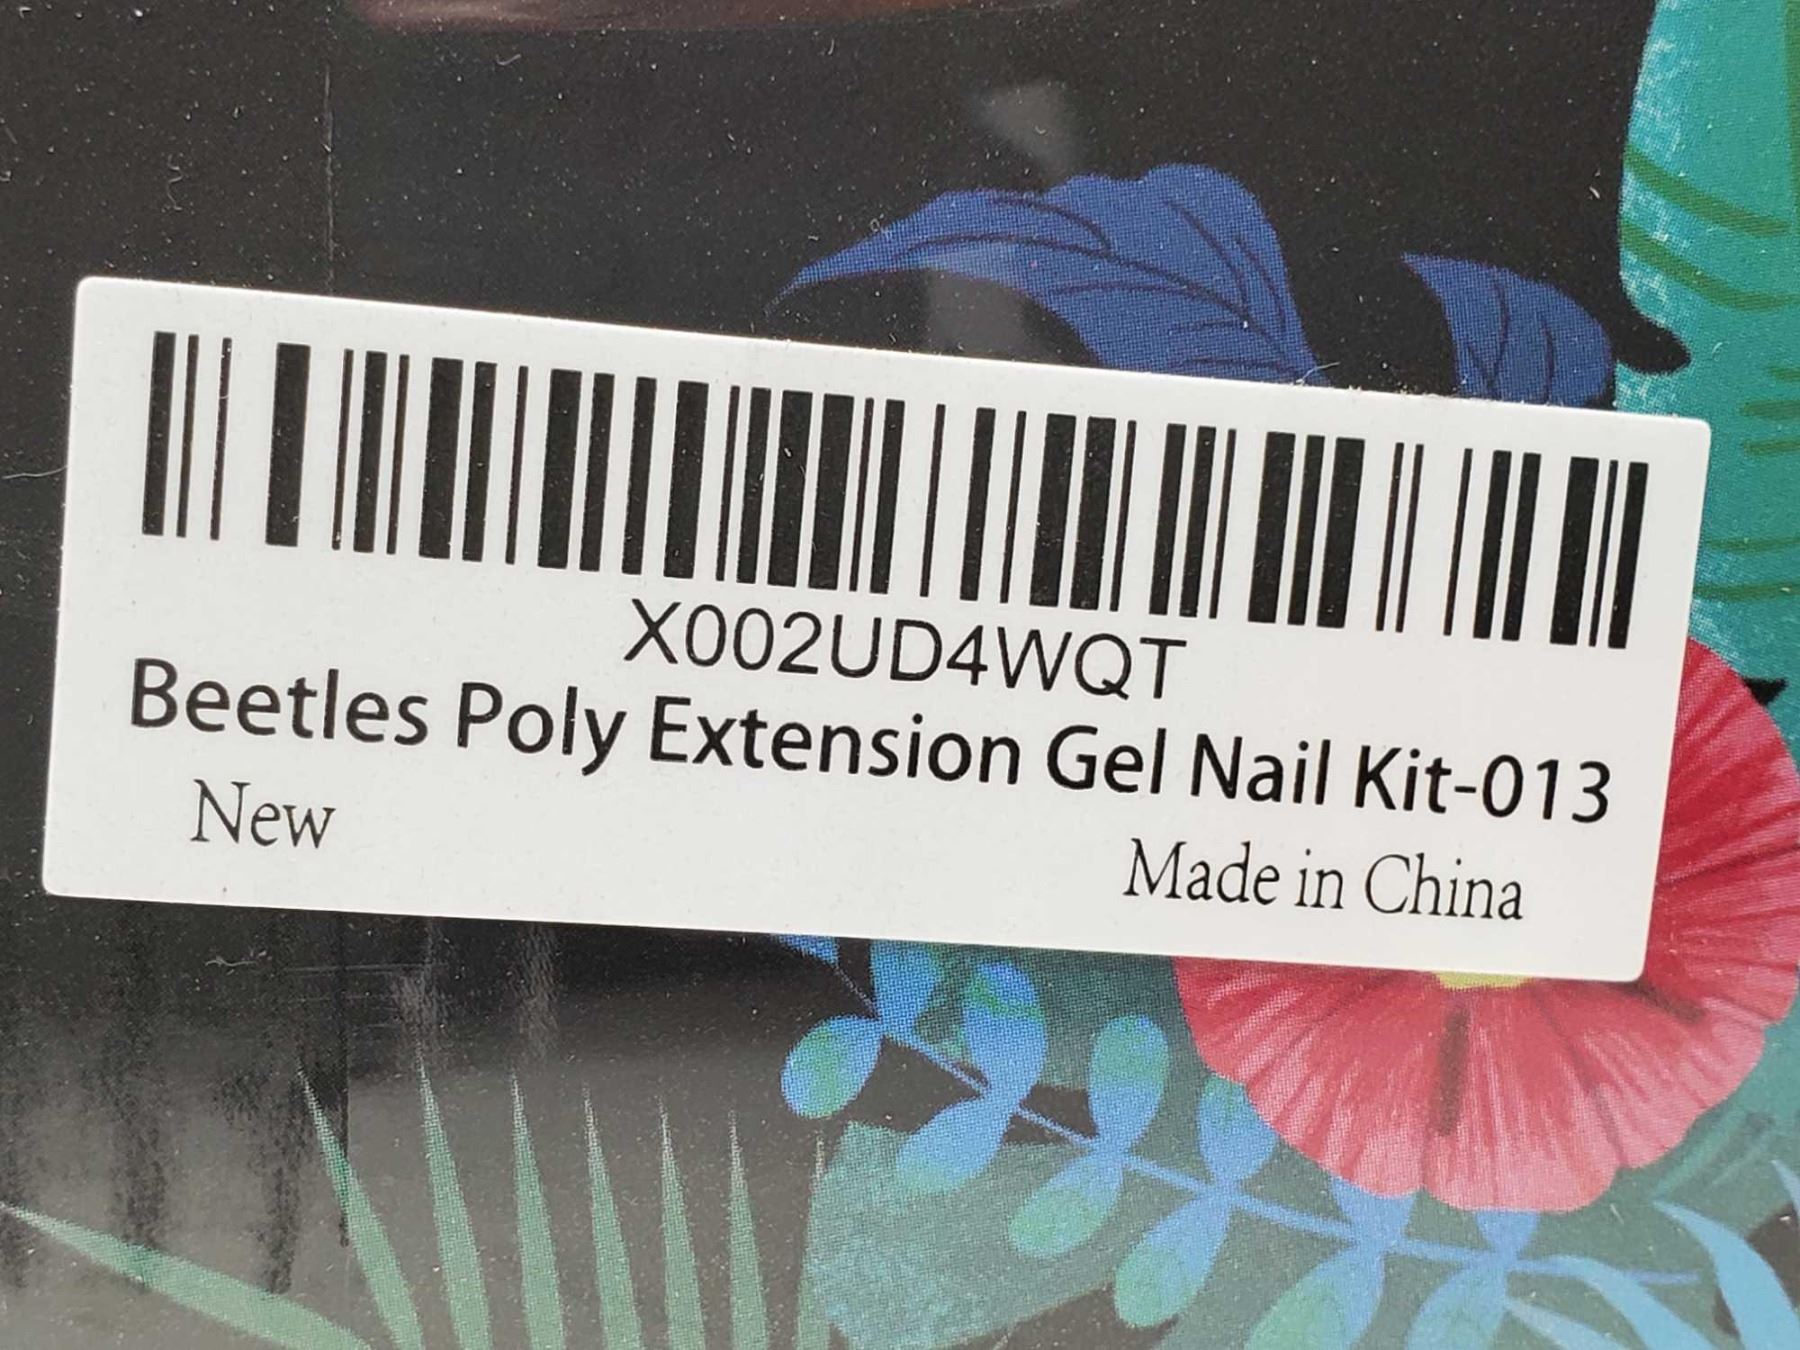 X002UD4WQT
Beetles Poly Extension Gel Nail Kit-013
New
Made in China